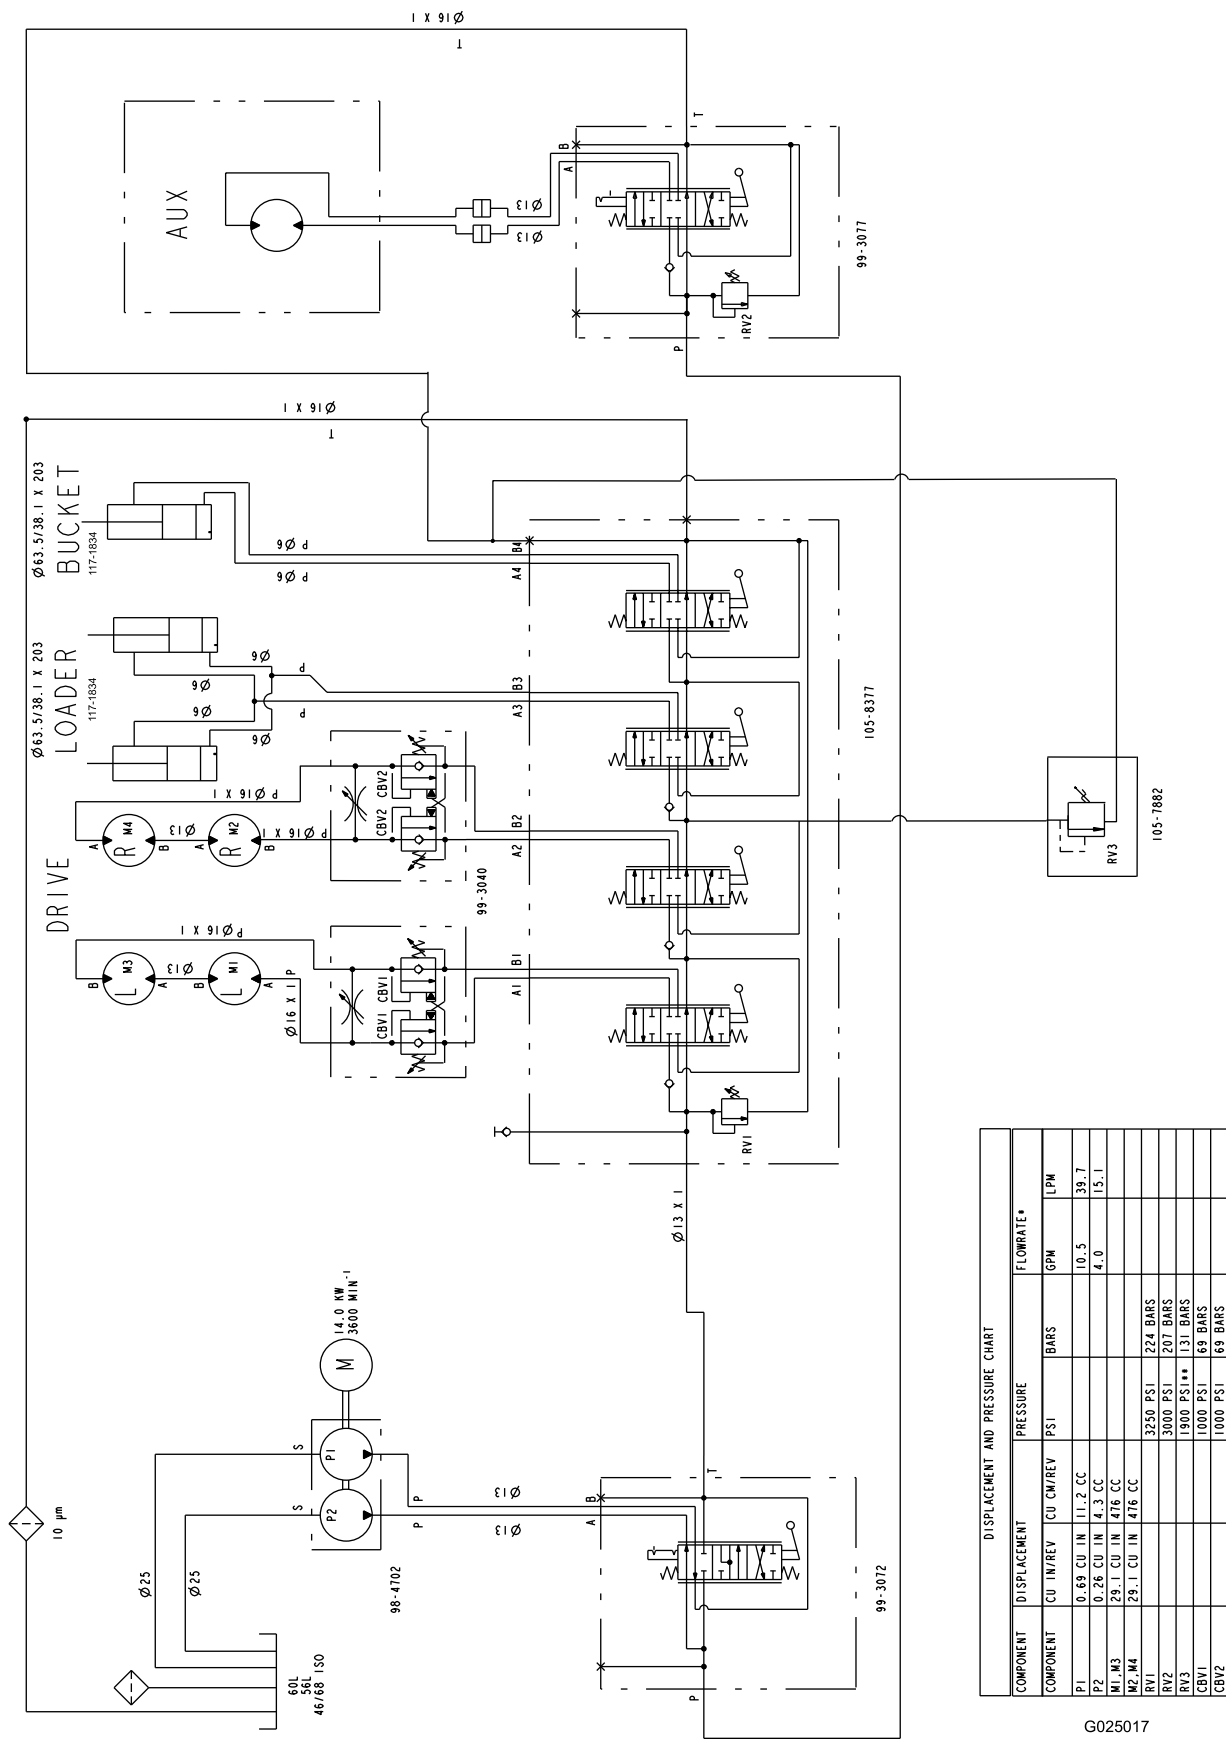 Ø16 X 1
T
AUX
Ø13
Ø13
B
A
T
99-3077
RV2
P
Ø16 X 1
T
Ø63.5/38.1 X 203
BUCKET
117-1834
P Ø6
P Ø6
B4
A4
Ø63.5/38.1 X 203
LOADER
117-1834
Ø6
Ø6
Ø6
Ø6
P
P
B3
A3
105-8377
DRIVE
P Ø16 X 1
A
R M4
B
Ø13
A
R M2
B
P Ø16 X 1
CBV2
CBV2
99-3040
B2
A2
RV3
105-7882
P Ø16 X 1
B
L M3
A
Ø13
B
L M1
A
Ø16 X 1 P
CBV1
CBV1
B1
A1
RV1
Ø13 X 1
14.0 KW
3600 MIN-1
M
P1
P2
S
S
P
P
Ø13
Ø13
98-4702
10 µm
Ø25
Ø25
60L
56L
46/68 ISO
B
A
T
P
99-3072
DISPLACEMENT AND PRESSURE CHART
COMPONENT DISPLACEMENT PRESSURE FLOWRATE*
COMPONENT CU IN/REV CU CM/REV PSI BARS GPM LPM
P1 0.69 CU IN 11.2 CC 10.5 39.7
P2 0.26 CU IN 4.3 CC 4.0 15.1
M1,M3 29.1 CU IN 476 CC
M2,M4 29.1 CU IN 476 CC
RV1 3250 PSI 224 BARS
RV2 3000 PSI 207 BARS
RV3 1900 PSI** 131 BARS
CBV1 1000 PSI 69 BARS
CBV2 1000 PSI 69 BARS
G025017